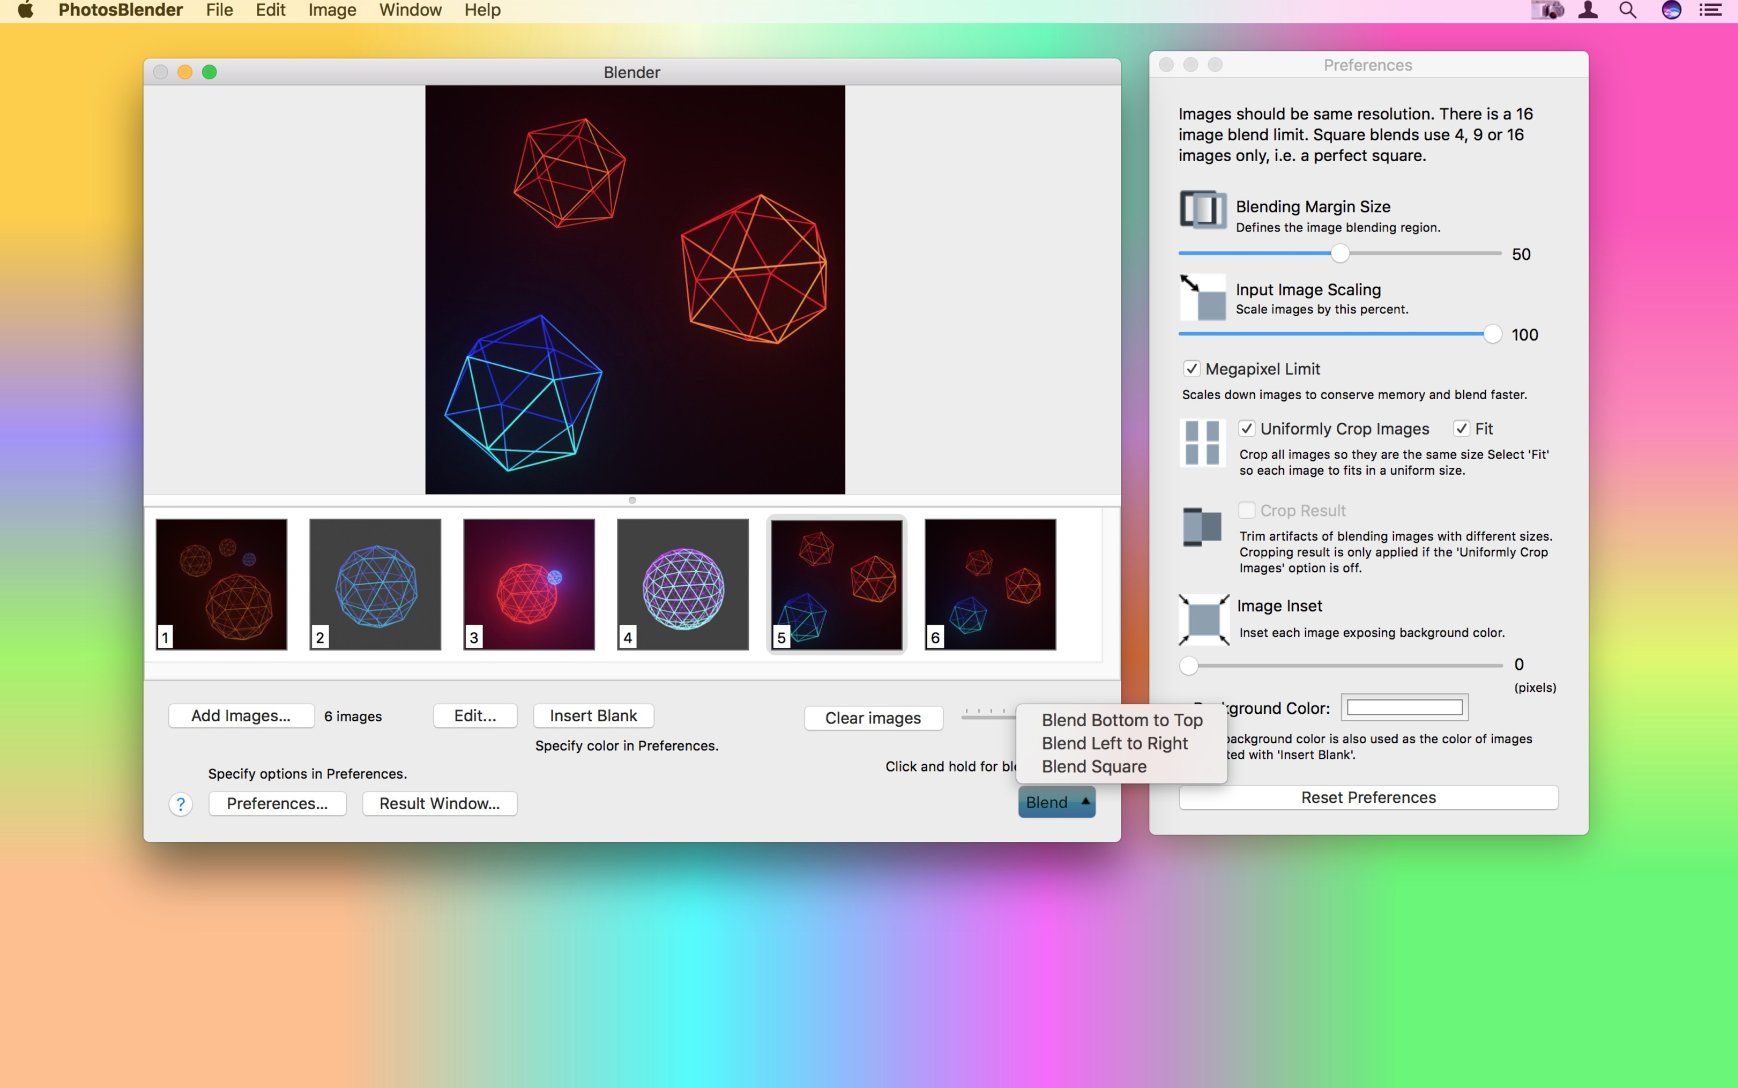 PhotosBlender File Edit Image Window Help
Blender
1
2
3
4
5
6
Add Images...
6 images
Edit...
Insert Blank
Clear images
Specify color in Preferences.
Click and hold for
Specify options in Preferences.
?
Preferences...
Result Window...
Blend
Blend Bottom to Top
Blend Left to Right
Blend Square
Preferences
Images should be same resolution. There is a 16
image blend limit. Square blends use 4, 9 or 16
images only, i.e. a perfect square.
Blending Margin Size
Defines the image blending region.
50
Input Image Scaling
Scale images by this percent.
100
Megapixel Limit
Scales down images to conserve memory and blend faster.
Uniformly Crop Images
Fit
Crop all images so they are the same size Select 'Fit'
so each image to fits in a uniform size.
Crop Result
Trim artifacts of blending images with different sizes.
Cropping result is only applied if the 'Uniformly Crop
Images' option is off.
Image Inset
Inset each image exposing background color.
0
(pixels)
Color:
background color is also used as the color of images
with 'Insert Blank'.
Reset Preferences